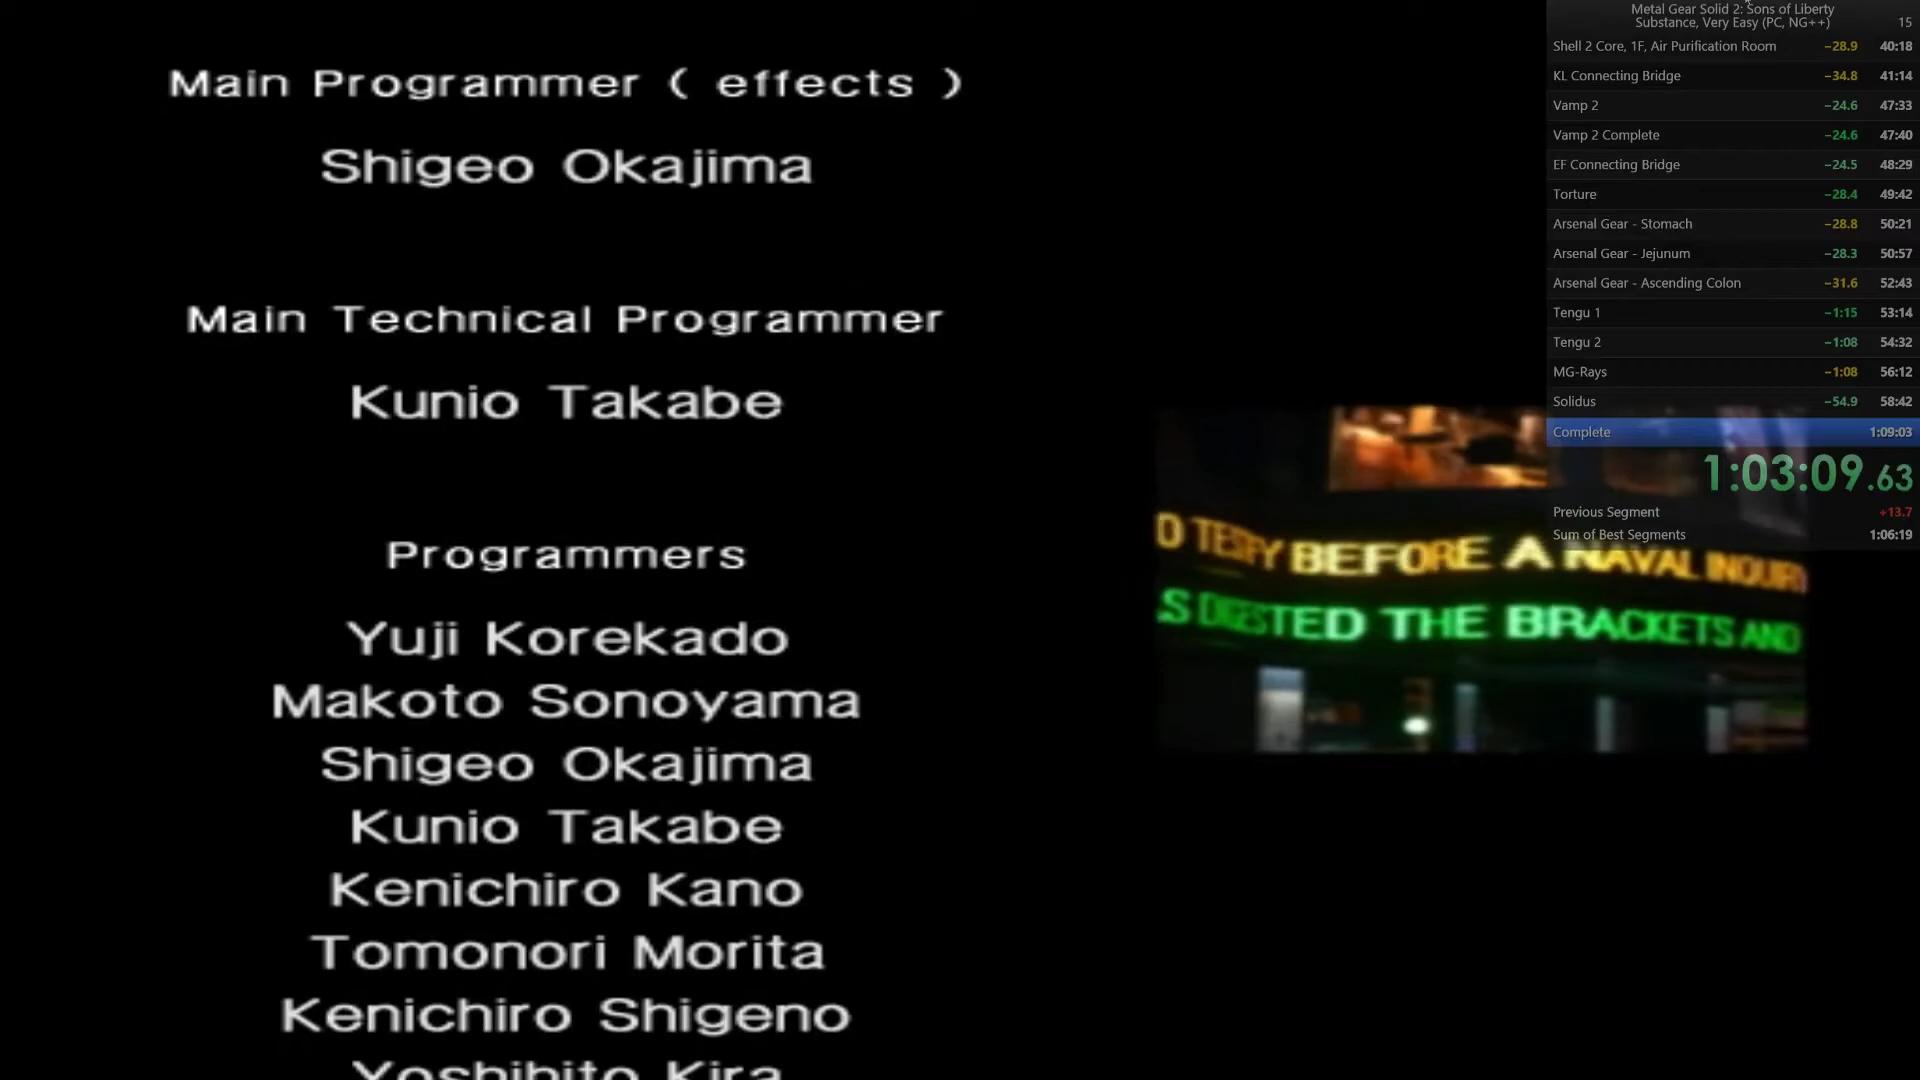 Main Programmer ( effects )
Shigeo Okajima
Main Technical Programmer
Kunio Takabe
Programmers
Yuji Korekado
Makoto Sonoyama
Shigeo Okajima
Kunio Takabe
Kenichiro Kano
Tomonori Morita
Kenichiro Shigeno
Yoshihito Kira
BEFORE A NAVAL INQUIRY
DIGESTED THE BRACKETS AND
Metal Gear Solid 2: Sons of Liberty
Substance, Very Easy (PC, NG++) 15
Shell 2 Core, 1F, Air Purification Room −28.9 40:18
KL Connecting Bridge −34.8 41:14
Vamp 2 −24.6 47:33
Vamp 2 Complete −24.6 47:40
EF Connecting Bridge −24.5 48:29
Torture −28.4 49:42
Arsenal Gear - Stomach −28.8 50:21
Arsenal Gear - Jejunum −28.3 50:57
Arsenal Gear - Ascending Colon −31.6 52:43
Tengu 1 −1:15 53:14
Tengu 2 −1:08 54:32
MG-Rays −1:08 56:12
Solidus −54.9 58:42
Complete 1:09:03
1:03:09.63
Previous Segment +13.7
Sum of Best Segments 1:06:19